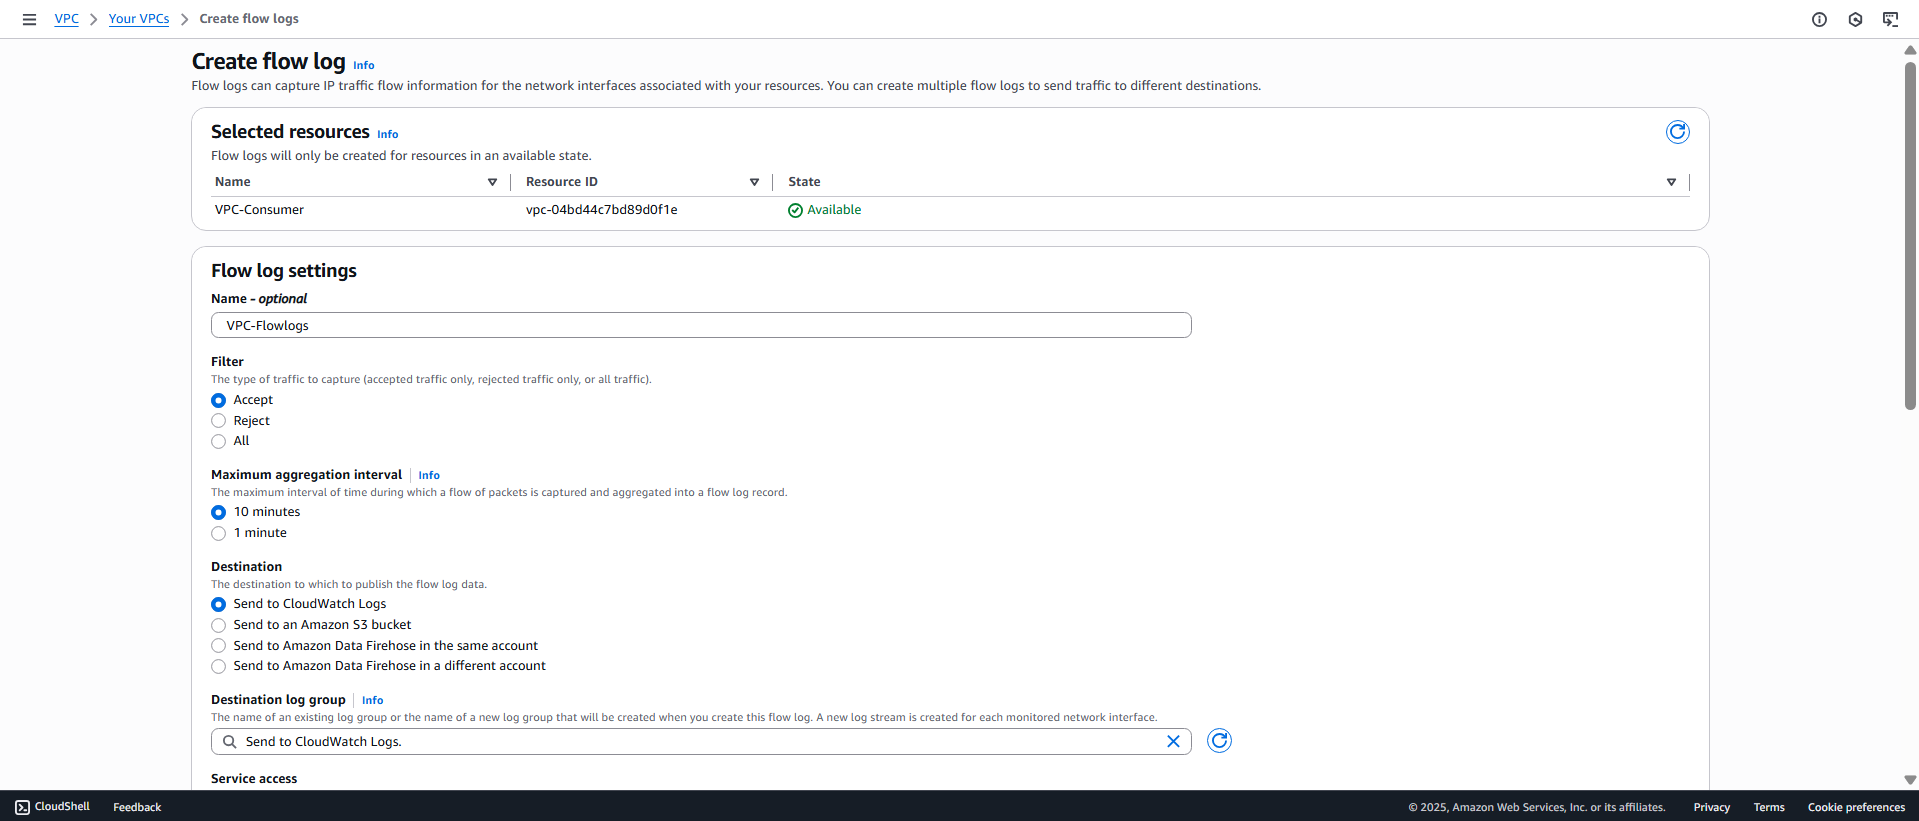 VPC > Your VPCs > Create flow logs
Create flow log Info
Flow logs can capture IP traffic flow information for the network interfaces associated with your resources. You can create multiple flow logs to send traffic to different destinations.
Selected resources Info
Flow logs will only be created for resources in an available state.
Name Resource ID State
VPC-Consumer vpc-04bd44c7bd89d0f1e Available
Flow log settings
Name - optional
VPC-Flowlogs
Filter
The type of traffic to capture (accepted traffic only, rejected traffic only, or all traffic).
Accept
Reject
All
Maximum aggregation interval Info
The maximum interval of time during which a flow of packets is captured and aggregated into a flow log record.
10 minutes
1 minute
Destination
The destination to which to publish the flow log data.
Send to CloudWatch Logs
Send to an Amazon S3 bucket
Send to Amazon Data Firehose in the same account
Send to Amazon Data Firehose in a different account
Destination log group Info
The name of an existing log group or the name of a new log group that will be created when you create this flow log. A new log stream is created for each monitored network interface.
Send to CloudWatch Logs.
Service access
CloudShell Feedback © 2025, Amazon Web Services, Inc. or its affiliates. Privacy Terms Cookie preferences